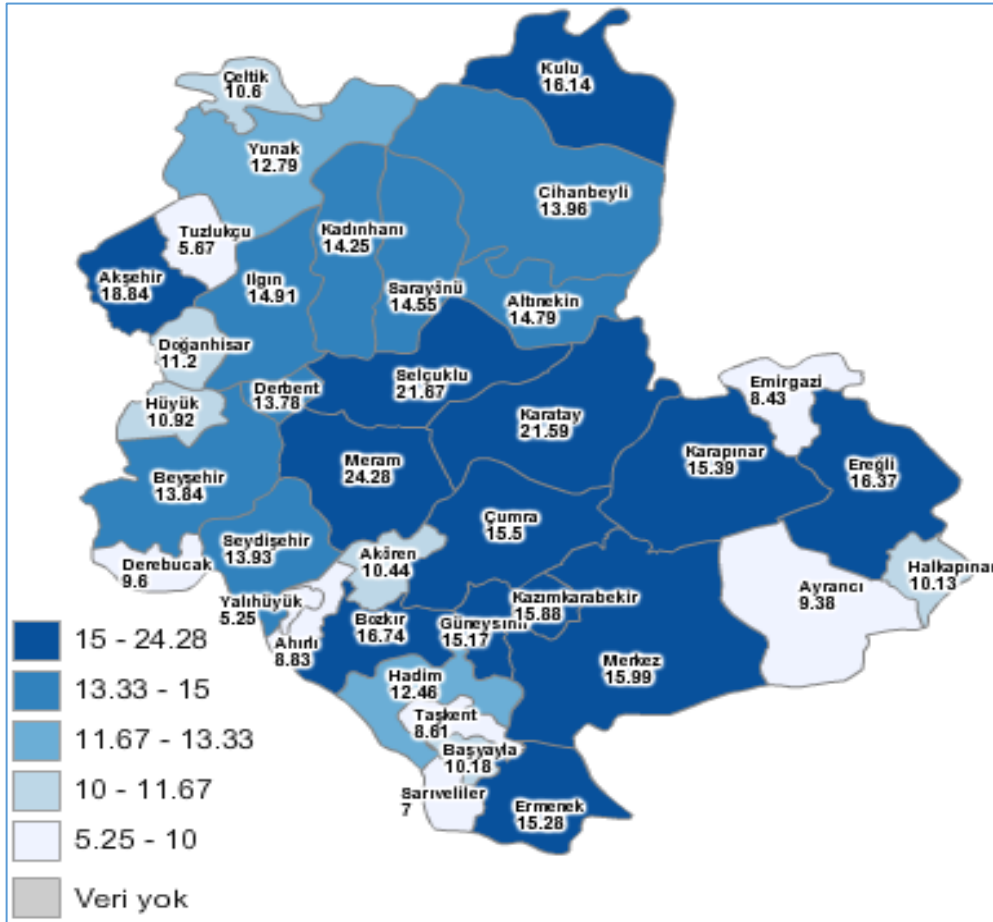 Kulu
16.14
Çeltik
10.6
Yunak
12.79
Cihanbeyli
13.96
Tuzlukçu
5.67
Kadınhanı
14.25
Akşehir
18.84
Ilgın
14.91
Sarayönü
14.55
Altınekin
14.79
Doğanhisar
11.2
Selçuklu
21.67
Emirgazi
8.43
Derbent
13.78
Hüyük
10.92
Karatay
21.59
Karapınar
15.39
Meram
24.28
Ereğli
16.37
Beyşehir
13.84
Çumra
15.5
Seydişehir
13.93
Akören
10.44
Derebucak
9.6
Halkapınar
10.13
Ayrancı
9.38
Kazımkarabekir
15.88
Yalıhüyük
5.25
Bozkır
16.74
Güneysınır
15.17
Ahırlı
8.83
Merkez
15.99
Hadim
12.46
Taşkent
8.61
Başyayla
10.18
Sarıveliler
7
Ermenek
15.28
15 - 24.28
13.33 - 15
11.67 - 13.33
10 - 11.67
5.25 - 10
Veri yok